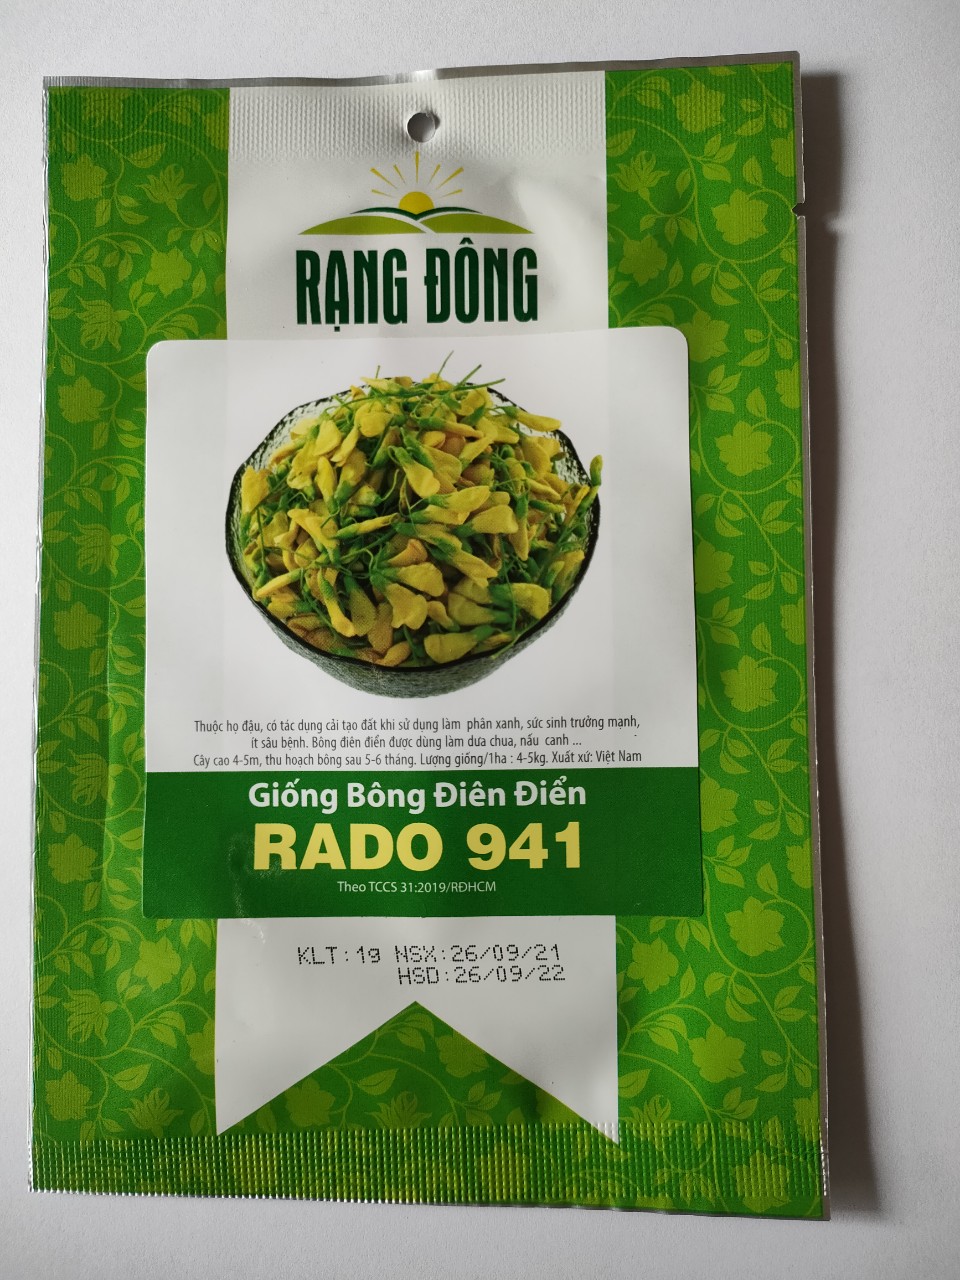 RẠNG ĐÔNG
Thuộc họ đậu, có tác dụng cải tạo đất khi sử dụng làm phân xanh, sức sinh trưởng mạnh,
ít sâu bệnh. Bông điên điển được dùng làm dưa chua, nấu canh ...
Cây cao 4-5m, thu hoạch bông sau 5-6 tháng. Lượng giống/1ha : 4-5kg. Xuất xứ: Việt Nam
Giống Bông Điên Điển
RADO 941
Theo TCCS 31:2019/RĐHCM
KLT:1g NSX:26/09/21
HSD:26/09/22